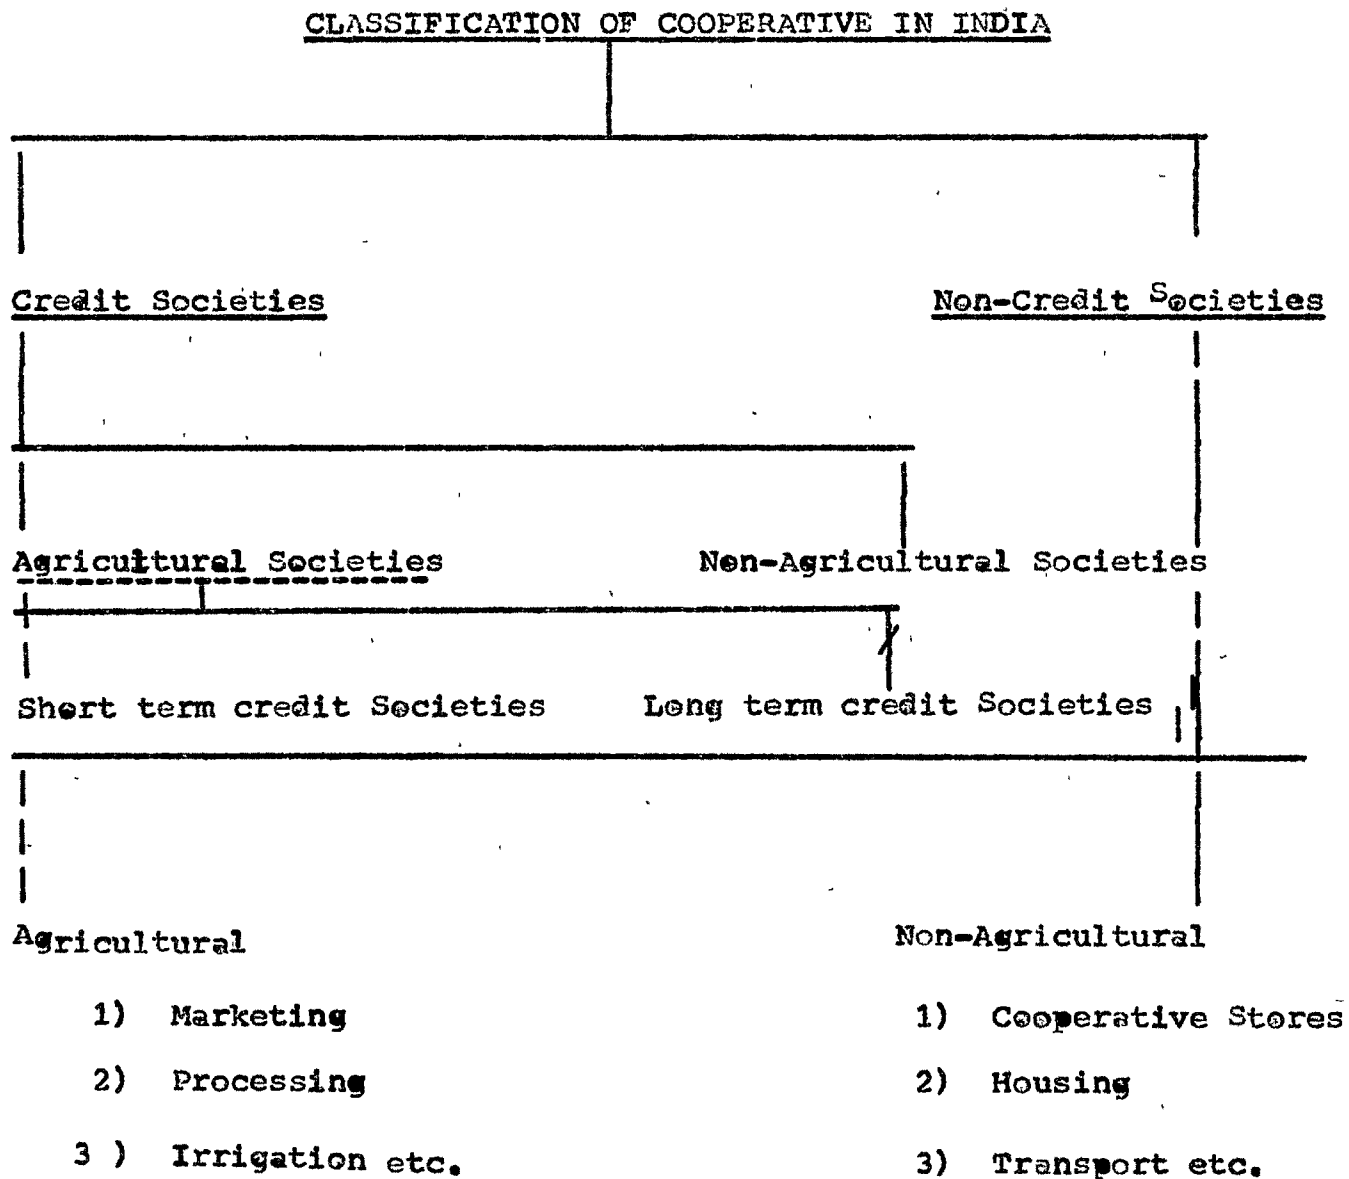 CLASSIFICATION OF COOPERATIVE IN INDIA
Credit Societies Non-Credit Societies
Agricultural Societies Non-Agricultural Societies
Short term credit Societies Long term credit Societies
Agricultural Non-Agricultural
1) Marketing 1) Cooperative Stores
2) Processing 2) Housing
3 ) Irrigation etc. 3) Transport etc.